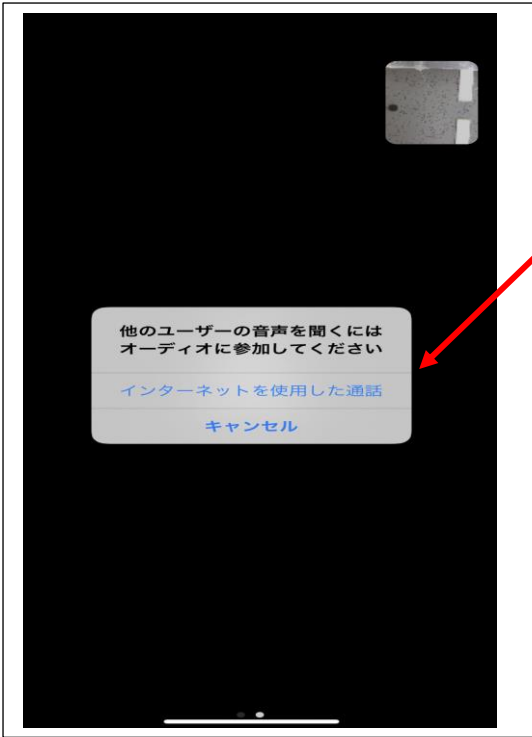 他のユーザーの音声を聞くには
オーディオに参加してください
インターネットを使用した通話
キャンセル